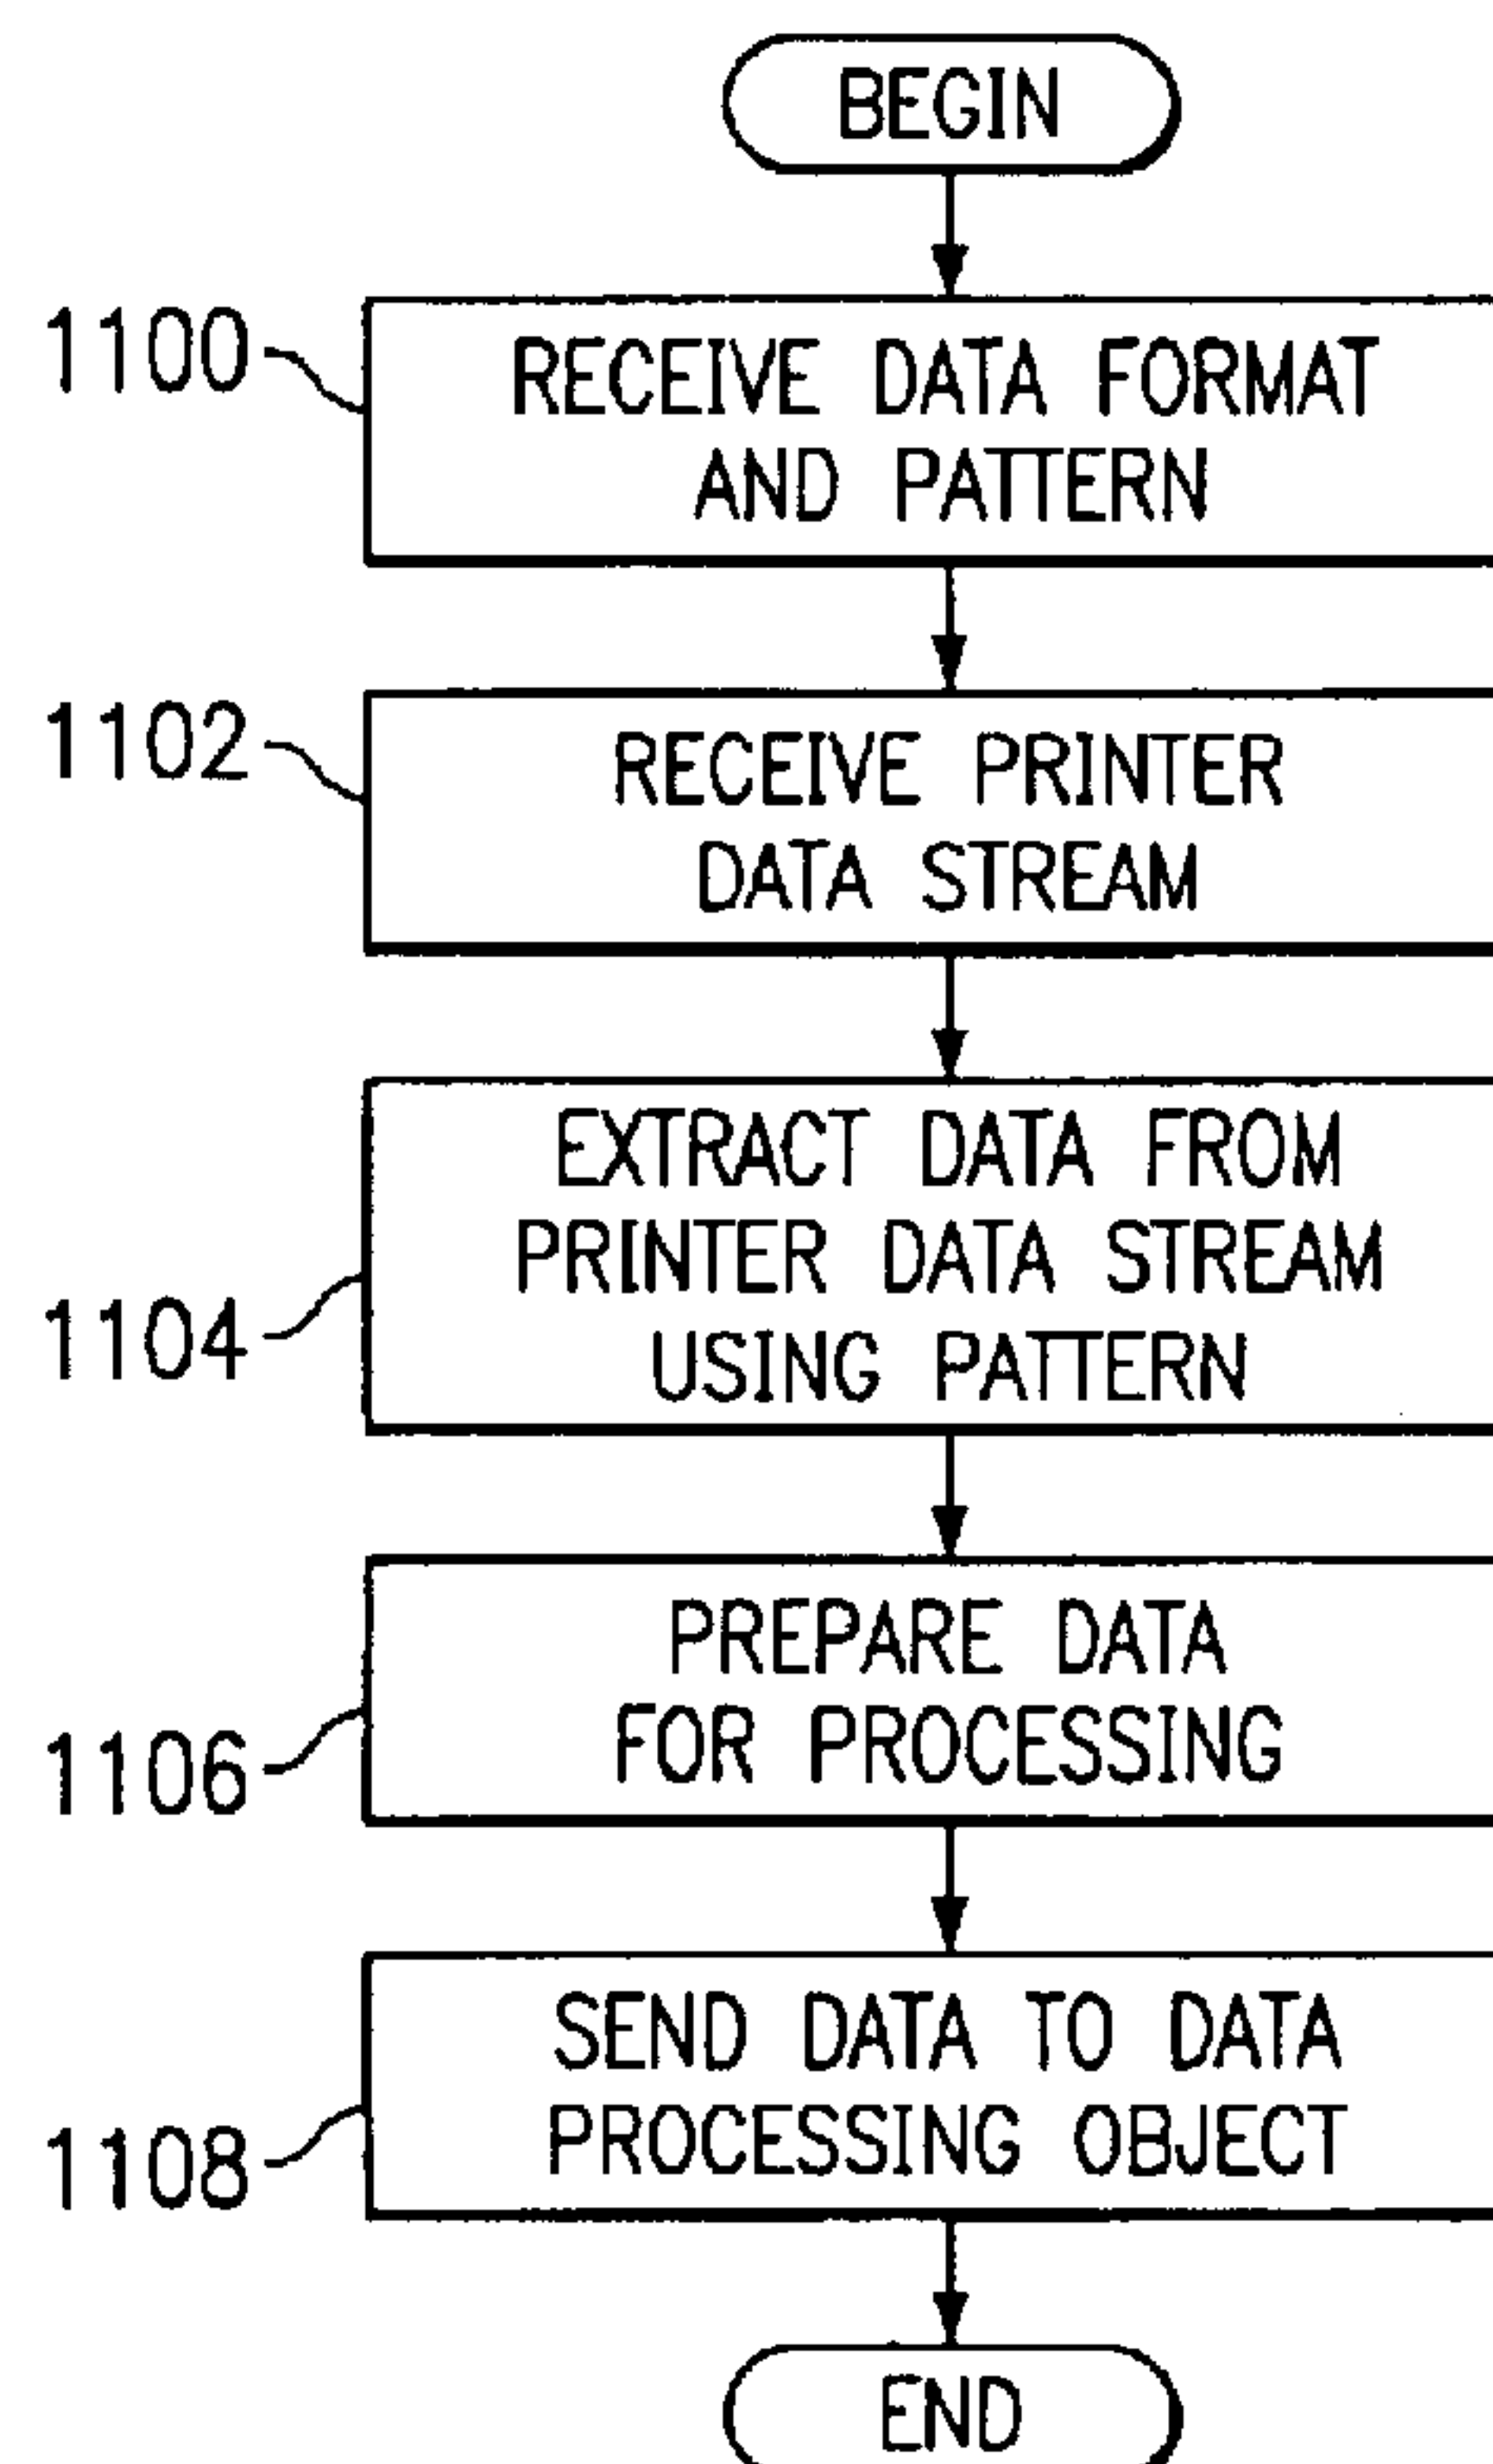 BEGIN
1100
RECEIVE DATA FORMAT
AND PATTERN
1102
RECEIVE PRINTER
DATA STREAM
EXTRACT DATA FROM
PRINTER DATA STREAM
USING PATTERN
1104
PREPARE DATA
FOR PROCESSING
1106
SEND DATA TO DATA
PROCESSING OBJECT
1108
END